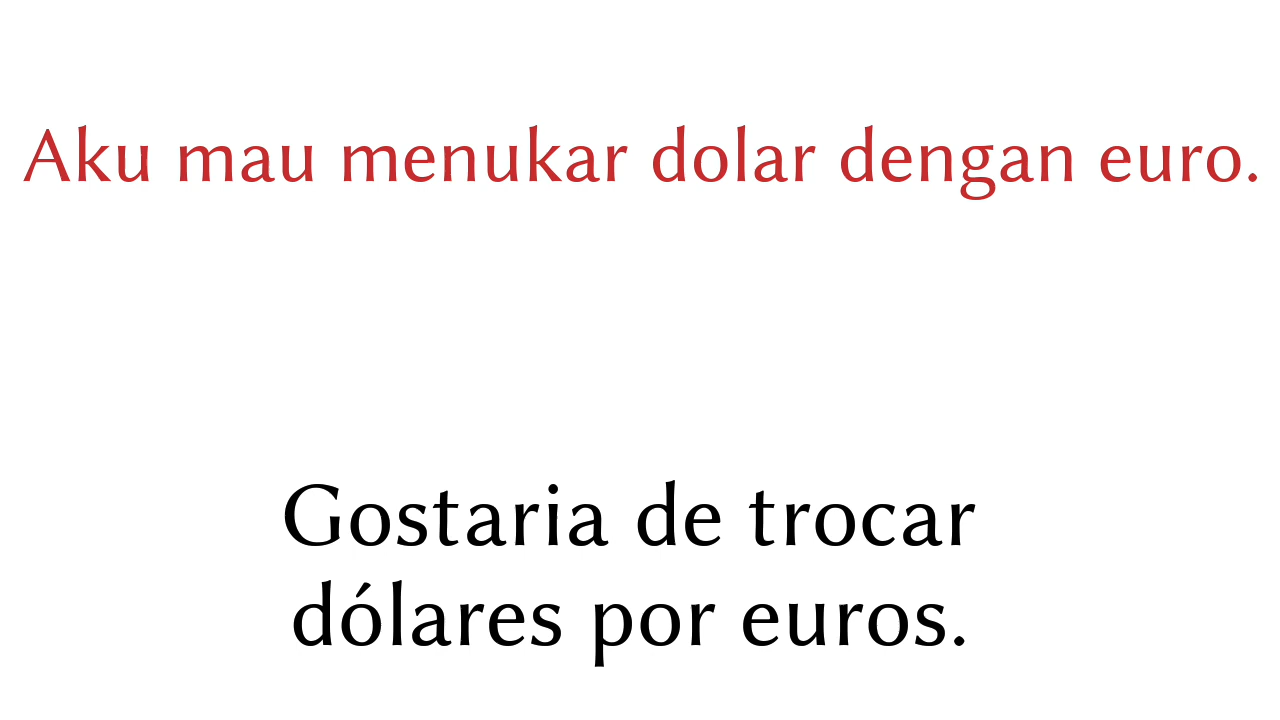 Aku mau menukar dolar dengan euro.
Gostaria de trocar
dólares por euros.